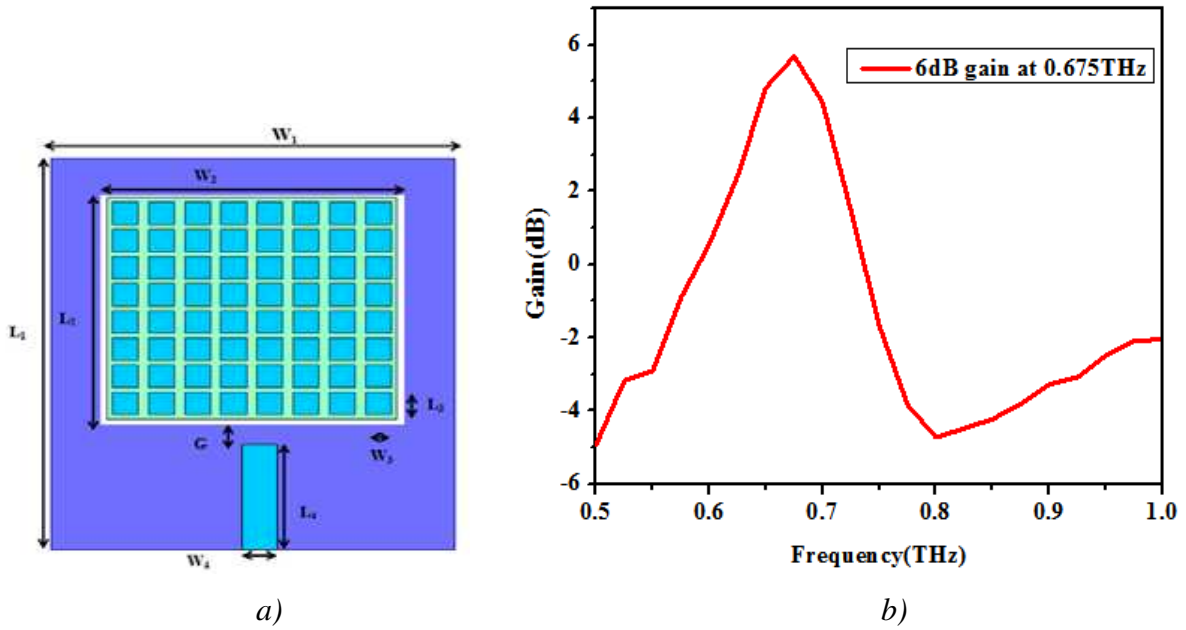 W₁
W₂
L₁
L₂
L₃
G
W₃
L₄
W₄
a)
6dB gain at 0.675THz
Gain(dB)
6
4
2
0
-2
-4
-6
0.5 0.6 0.7 0.8 0.9 1.0
Frequency(THz)
b)